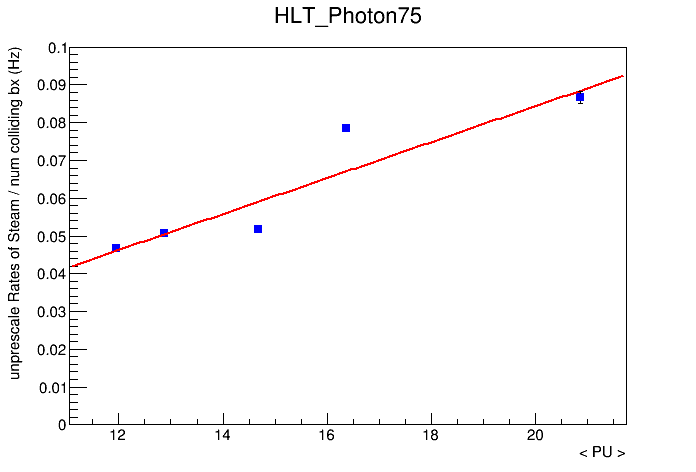 HLT_Photon75
unprescale Rates of Steam / num colliding bx (Hz)
0.1
0.09
0.08
0.07
0.06
0.05
0.04
0.03
0.02
0.01
0
12 14 16 18 20
< PU >